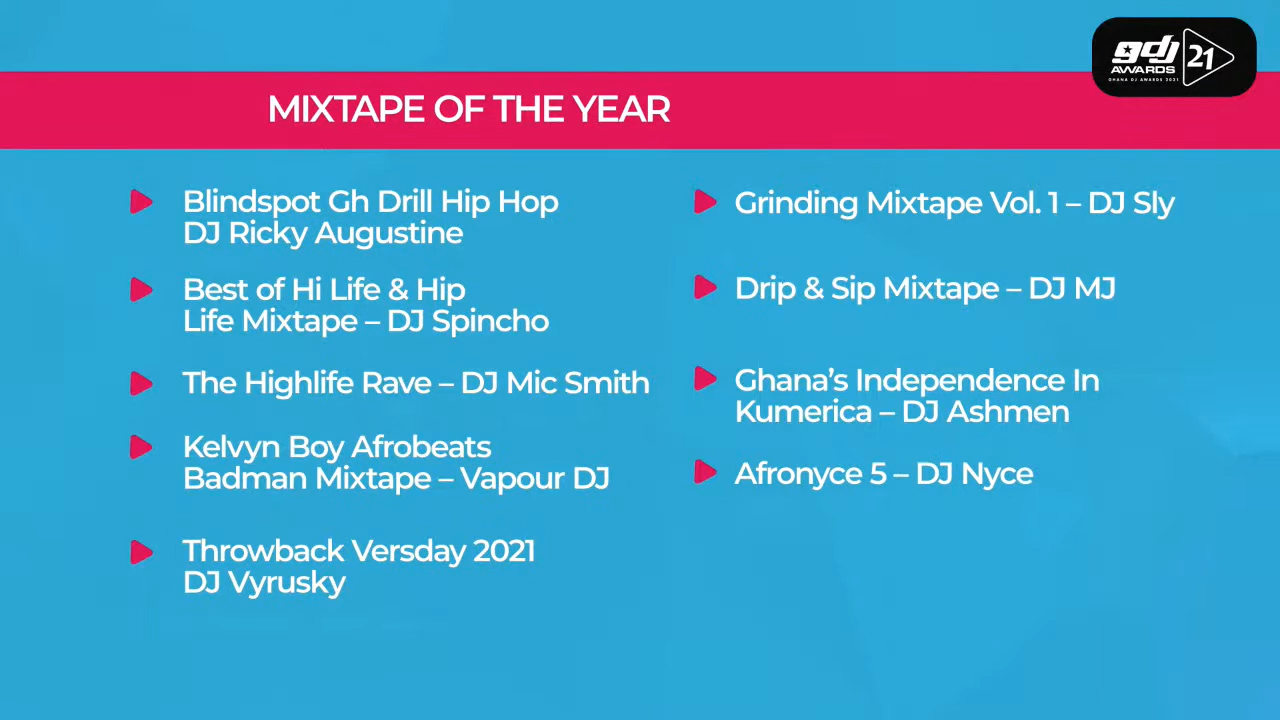 gdj
AWARDS
GHANA DJ AWARDS 2021
21
MIXTAPE OF THE YEAR
Blindspot Gh Drill Hip Hop
DJ Ricky Augustine
Best of Hi Life & Hip
Life Mixtape – DJ Spincho
The Highlife Rave – DJ Mic Smith
Kelvyn Boy Afrobeats
Badman Mixtape – Vapour DJ
Throwback Versday 2021
DJ Vyrusky
Grinding Mixtape Vol. 1 – DJ Sly
Drip & Sip Mixtape – DJ MJ
Ghana’s Independence In
Kumerica – DJ Ashmen
Afronyce 5 – DJ Nyce